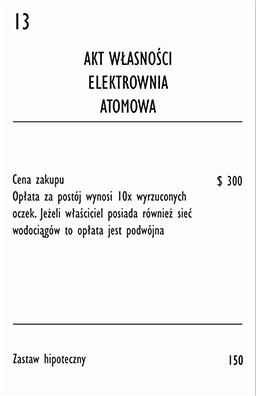 13
AKT WŁASNOŚCI
ELEKTROWNIA
ATOMOWA
Cena zakupu $ 300
Opłata za postój wynosi 10x wyrzuconych
oczek. Jeżeli właściciel posiada również sieć
wodociągów to opłata jest podwójna
Zastaw hipoteczny 150